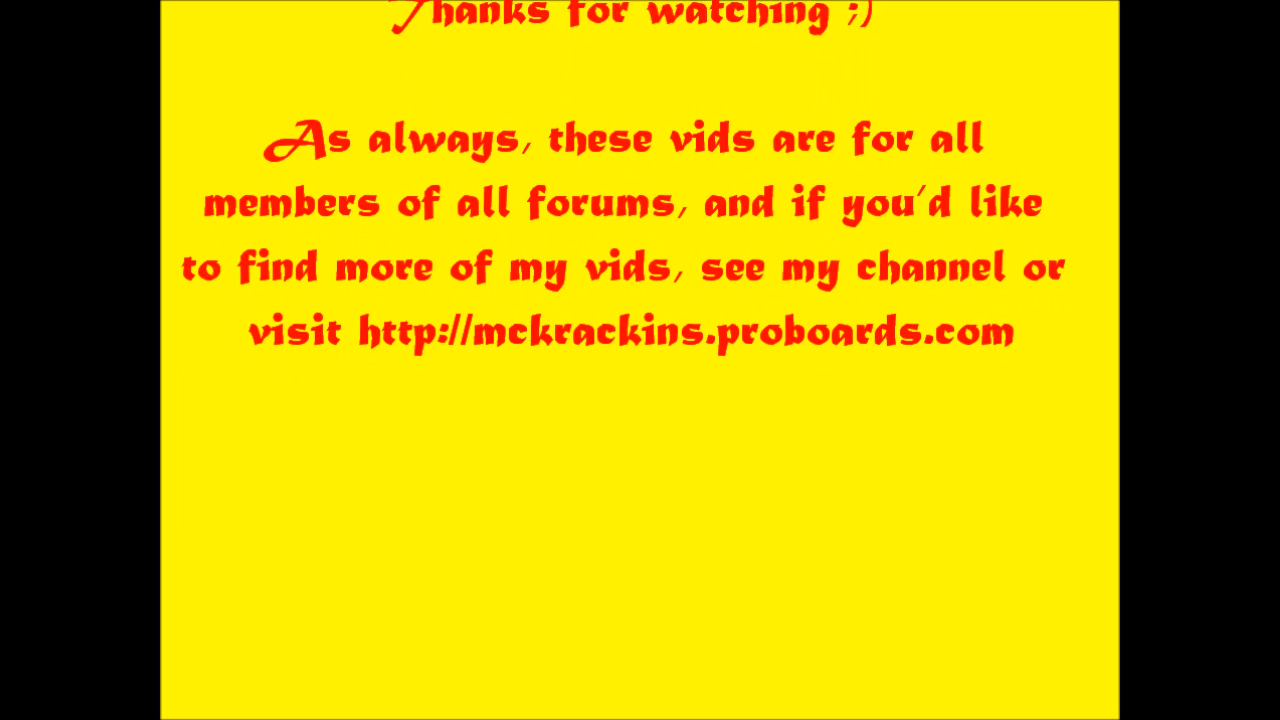 Thanks for watching ;)
As always, these vids are for all
members of all forums, and if you'd like
to find more of my vids, see my channel or
visit http://mckrackins.proboards.com